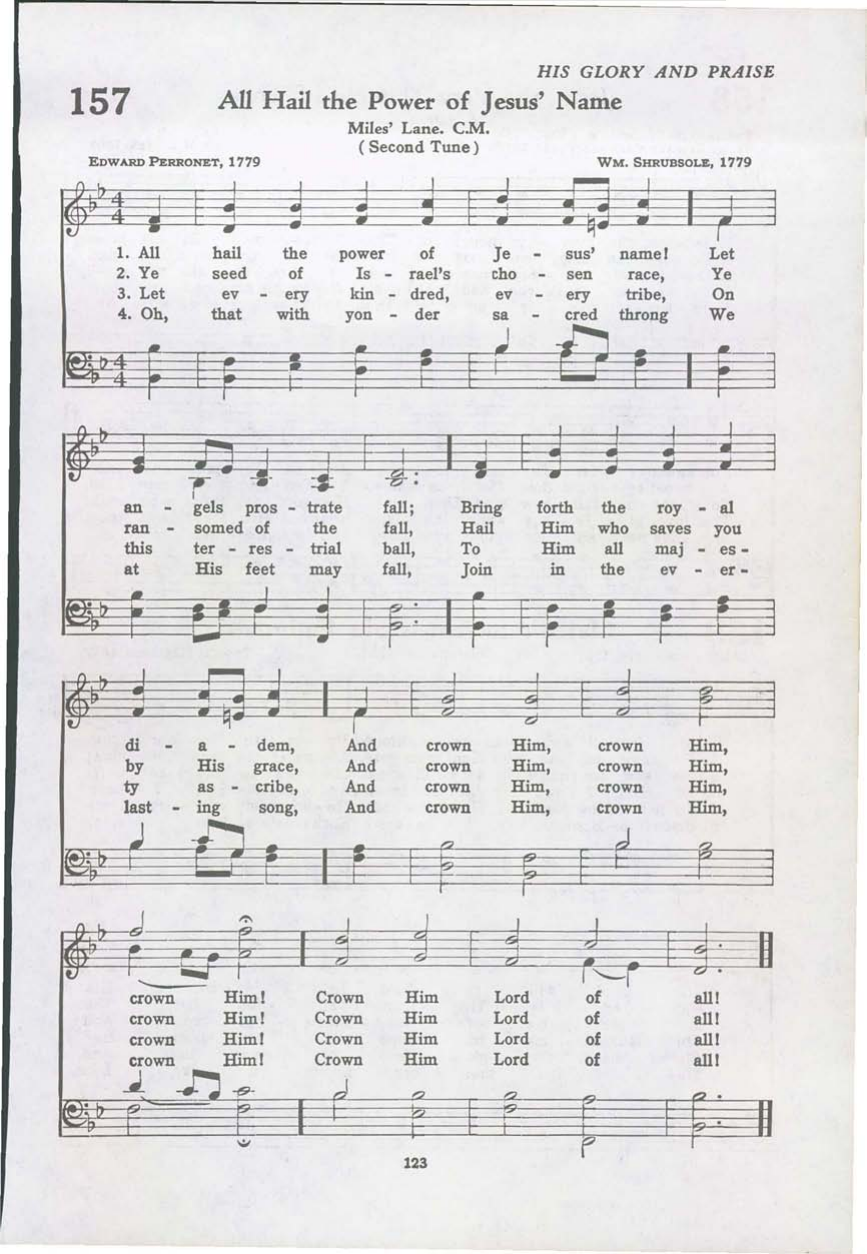 HIS GLORY AND PRAISE
157 All Hail the Power of Jesus' Name
Miles' Lane. C.M.
(Second Tune)
EDWARD PERRONET, 1779 WM. SHRUBSOLE, 1779
1. All hail the power of Je - sus' name! Let
2. Ye seed of Is - rael's cho - sen race, Ye
3. Let ev - ery kin - dred, ev - ery tribe, On
4. Oh, that with yon - der sa - cred throng We
an - gels pros - trate fall; Bring forth the roy - al
ran - somed of the fall, Hail Him who saves you
this ter - res - trial ball, To Him all maj - es -
at His feet may fall, Join in the ev - er -
di - a - dem, And crown Him, crown Him,
by His grace, And crown Him, crown Him,
ty as - cribe, And crown Him, crown Him,
last - ing song, And crown Him, crown Him,
crown Him! Crown Him Lord of all!
crown Him! Crown Him Lord of all!
crown Him! Crown Him Lord of all!
crown Him! Crown Him Lord of all!
123